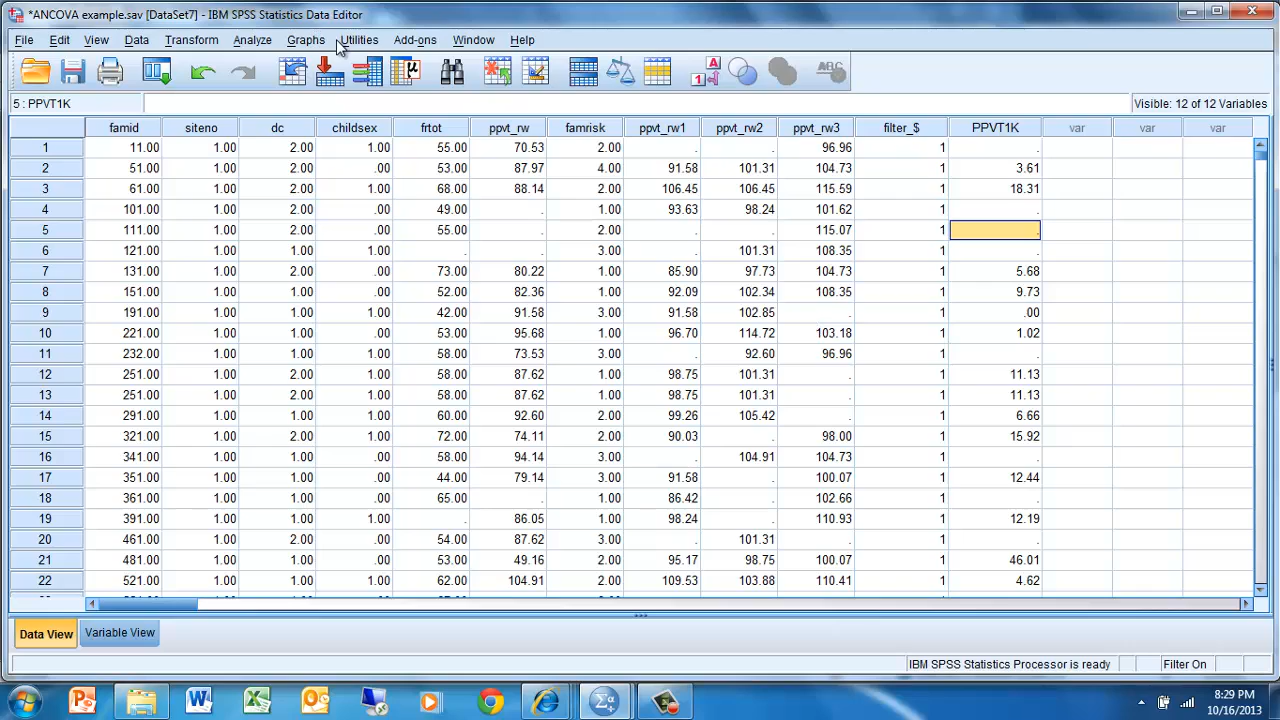 *ANCOVA example.sav [DataSet7] - IBM SPSS Statistics Data Editor
File Edit View Data Transform Analyze Graphs Utilities Add-ons Window Help
5 : PPVT1K Visible: 12 of 12 Variables
famid siteno dc childsex frtot ppvt_rw famrisk ppvt_rw1 ppvt_rw2 ppvt_rw3 filter_$ PPVT1K var var var
1 11.00 1.00 2.00 1.00 55.00 70.53 2.00 . . 96.96 1 .
2 51.00 1.00 2.00 .00 53.00 87.97 4.00 91.58 101.31 104.73 1 3.61
3 61.00 1.00 2.00 1.00 68.00 88.14 2.00 106.45 106.45 115.59 1 18.31
4 101.00 1.00 2.00 .00 49.00 . 1.00 93.63 98.24 101.62 1 .
5 111.00 1.00 2.00 .00 55.00 . 2.00 . . 115.07 1 .
6 121.00 1.00 1.00 1.00 . . 3.00 . 101.31 108.35 1 .
7 131.00 1.00 2.00 .00 73.00 80.22 1.00 85.90 97.73 104.73 1 5.68
8 151.00 1.00 1.00 .00 52.00 82.36 1.00 92.09 102.34 108.35 1 9.73
9 191.00 1.00 1.00 1.00 42.00 91.58 3.00 91.58 102.85 . 1 .00
10 221.00 1.00 1.00 .00 53.00 95.68 1.00 96.70 114.72 103.18 1 1.02
11 232.00 1.00 1.00 1.00 58.00 73.53 3.00 . 92.60 96.96 1 .
12 251.00 1.00 2.00 1.00 58.00 87.62 1.00 98.75 101.31 . 1 11.13
13 251.00 1.00 2.00 .00 58.00 87.62 1.00 98.75 101.31 . 1 11.13
14 291.00 1.00 1.00 1.00 60.00 92.60 2.00 99.26 105.42 . 1 6.66
15 321.00 1.00 2.00 1.00 72.00 74.11 2.00 90.03 . 98.00 1 15.92
16 341.00 1.00 1.00 .00 58.00 94.14 3.00 . 104.91 104.73 1 .
17 351.00 1.00 2.00 .00 44.00 79.14 3.00 91.58 . 100.07 1 12.44
18 361.00 1.00 1.00 .00 65.00 . 1.00 86.42 . 102.66 1 .
19 391.00 1.00 1.00 1.00 . 86.05 1.00 98.24 . 110.93 1 12.19
20 461.00 1.00 2.00 .00 54.00 87.62 3.00 . 101.31 . 1 .
21 481.00 1.00 1.00 .00 53.00 49.16 2.00 95.17 98.75 100.07 1 46.01
22 521.00 1.00 1.00 1.00 62.00 104.91 2.00 109.53 103.88 110.41 1 4.62
Data View Variable View
IBM SPSS Statistics Processor is ready Filter On
8:29 PM
10/16/2013